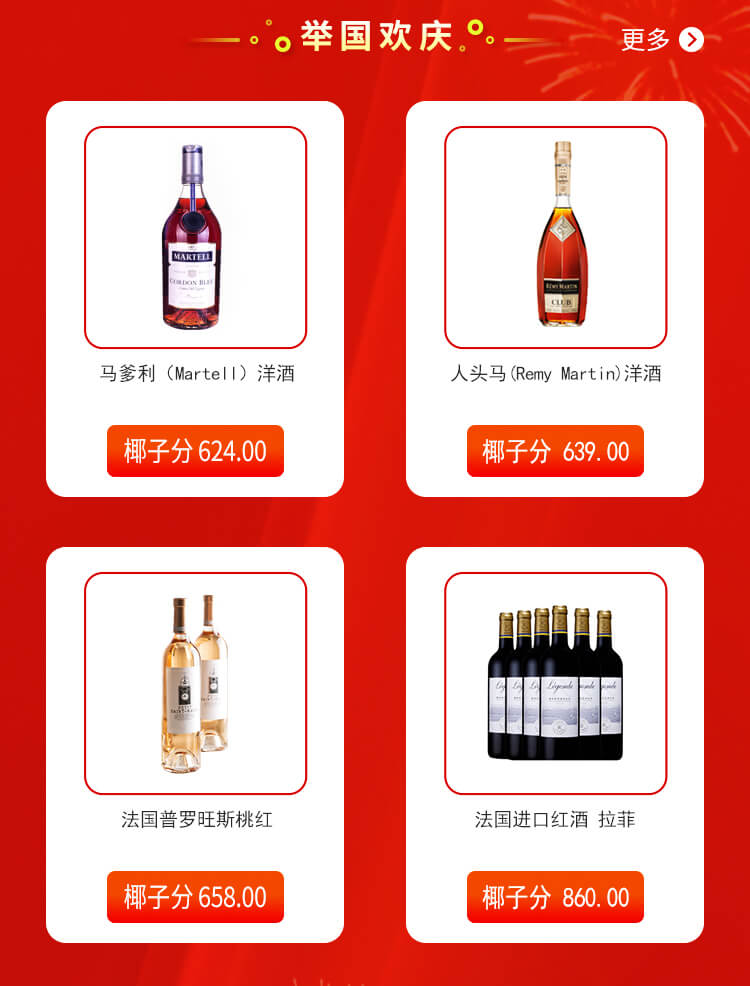 举国欢庆
更多
MARTELL
CORDON BLEU
马爹利（Martell）洋酒
椰子分 624.00
RÉMY MARTIN
CLUB
人头马(Remy Martin)洋酒
椰子分 639.00
法国普罗旺斯桃红
椰子分 658.00
Légende
法国进口红酒 拉菲
椰子分 860.00